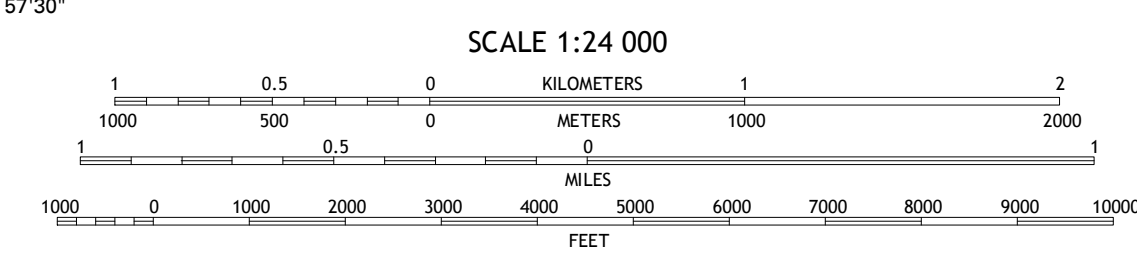 57'30"
SCALE 1:24 000
1 0.5 0 KILOMETERS 1 2
1000 500 0 METERS 1000 2000
1 0.5 0 1
MILES
1000 0 1000 2000 3000 4000 5000 6000 7000 8000 9000 10000
FEET